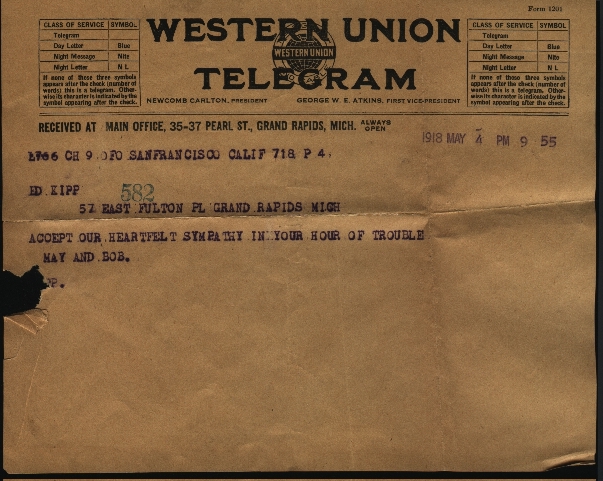 Form 1201
CLASS OF SERVICE SYMBOL
Telegram
Day Letter Blue
Night Message Nite
Night Letter N L
If none of these three symbols
appears after the check (number of
words) this is a telegram. Other-
wise its character is indicated by the
symbol appearing after the check.
WESTERN UNION
WESTERN UNION
TELEGRAM
NEWCOMB CARLTON, PRESIDENT GEORGE W. E. ATKINS, FIRST VICE-PRESIDENT
CLASS OF SERVICE SYMBOL
Telegram
Day Letter Blue
Night Message Nite
Night Letter N L
If none of these three symbols
appears after the check (number of
words) this is a telegram. Other-
wise its character is indicated by the
symbol appearing after the check.
RECEIVED AT MAIN OFFICE, 35-37 PEARL ST., GRAND RAPIDS, MICH. ALWAYS OPEN
1918 MAY 4 PM 9 55
CH 9 DFO SANFRANCISCO CALIF 718 P 4.
ED KIPP 582
57 EAST FULTON PL GRAND RAPIDS MICH
ACCEPT OUR HEARTFELT SYMPATHY IN YOUR HOUR OF TROUBLE
MAY AND BOB.